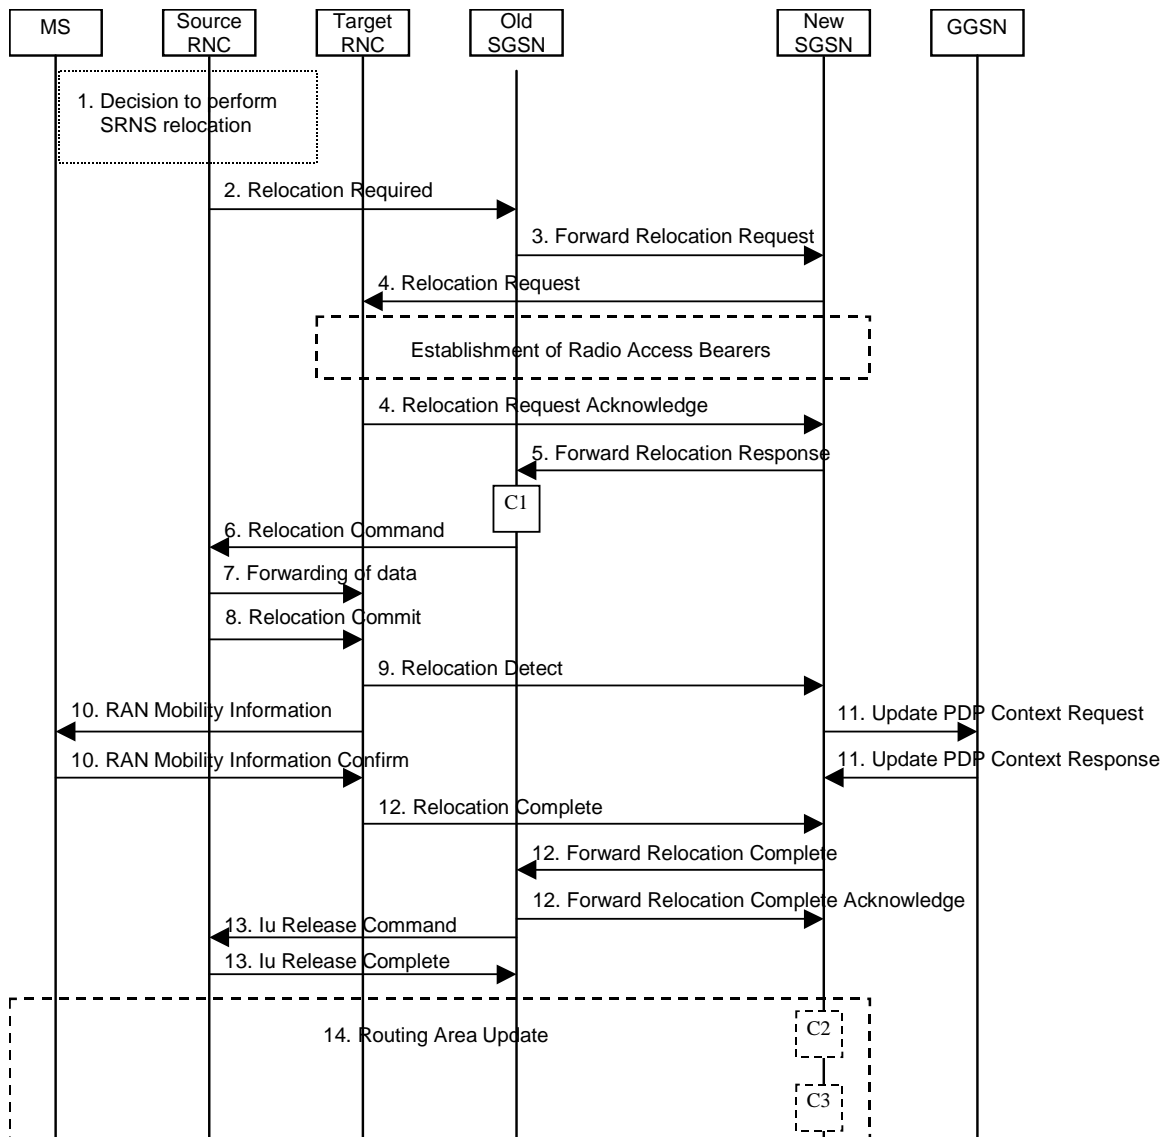 MS
Source
RNC
Target
RNC
Old
SGSN
New
SGSN
GGSN
1. Decision to perform
SRNS relocation
2. Relocation Required
3. Forward Relocation Request
4. Relocation Request
Establishment of Radio Access Bearers
4. Relocation Request Acknowledge
5. Forward Relocation Response
C1
6. Relocation Command
7. Forwarding of data
8. Relocation Commit
9. Relocation Detect
10. RAN Mobility Information
11. Update PDP Context Request
10. RAN Mobility Information Confirm
11. Update PDP Context Response
12. Relocation Complete
12. Forward Relocation Complete
12. Forward Relocation Complete Acknowledge
13. Iu Release Command
13. Iu Release Complete
14. Routing Area Update
C2
C3